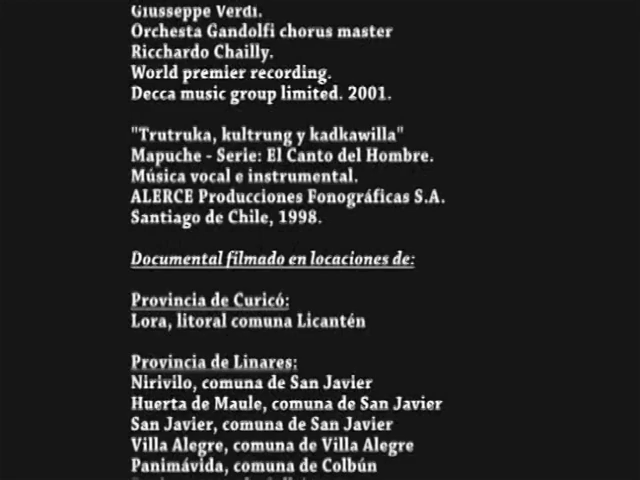 Giusseppe Verdi.
Orchesta Gandolfi chorus master
Ricchardo Chailly.
World premier recording.
Decca music group limited. 2001.
"Trutruka, kultrung y kadkawilla"
Mapuche - Serie: El Canto del Hombre.
Música vocal e instrumental.
ALERCE Producciones Fonográficas S.A.
Santiago de Chile, 1998.
Documental filmado en locaciones de:
Provincia de Curicó:
Lora, litoral comuna Licantén
Provincia de Linares:
Nirivilo, comuna de San Javier
Huerta de Maule, comuna de San Javier
San Javier, comuna de San Javier
Villa Alegre, comuna de Villa Alegre
Panimávida, comuna de Colbún